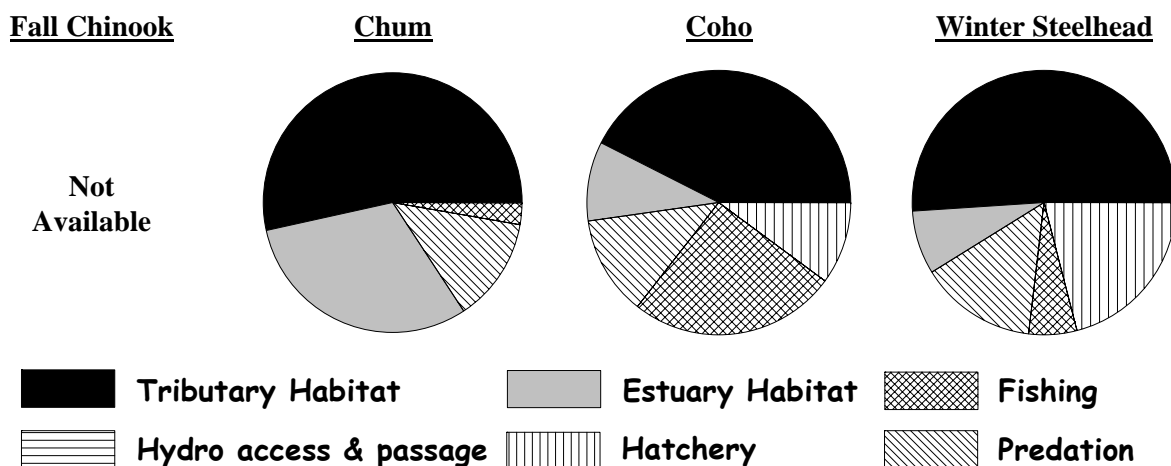 Fall Chinook Chum Coho Winter Steelhead
Not
Available
Tributary Habitat Estuary Habitat Fishing
Hydro access & passage Hatchery Predation